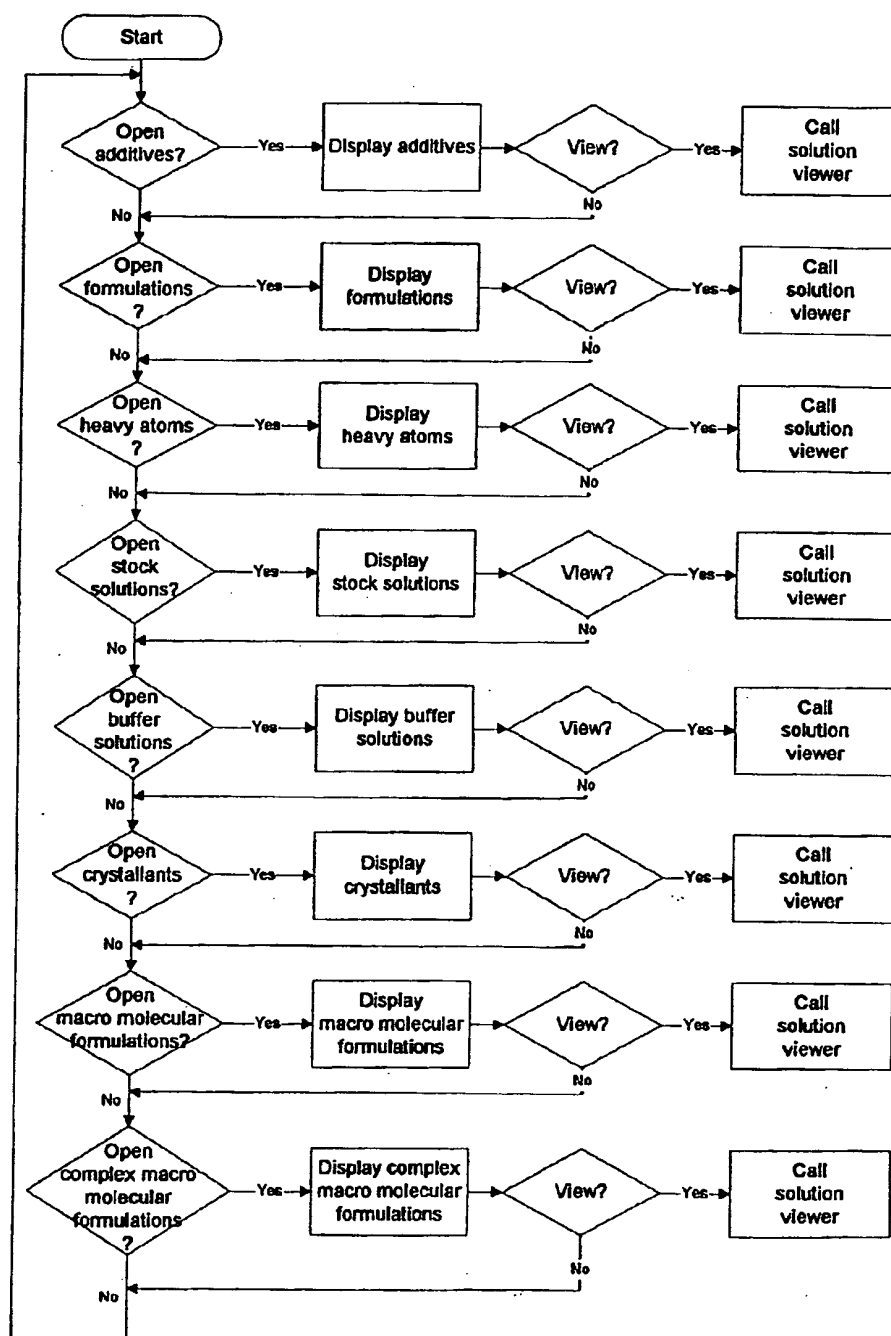 Start
Open
additives?
Yes
Display additives
View?
Yes
Call
solution
viewer
No
No
Open
formulations
?
Yes
Display
formulations
View?
Yes
Call
solution
viewer
No
No
Open
heavy atoms
?
Yes
Display
heavy atoms
View?
Yes
Call
solution
viewer
No
No
Open
stock
solutions?
Yes
Display
stock solutions
View?
Yes
Call
solution
viewer
No
No
Open
buffer
solutions
?
Yes
Display buffer
solutions
View?
Yes
Call
solution
viewer
No
No
Open
crystallants
?
Yes
Display
crystallants
View?
Yes
Call
solution
viewer
No
No
Open
macro molecular
formulations?
Yes
Display
macro molecular
formulations
View?
Yes
Call
solution
viewer
No
No
Open
complex macro
molecular
formulations
?
Yes
Display complex
macro molecular
formulations
View?
Yes
Call
solution
viewer
No
No